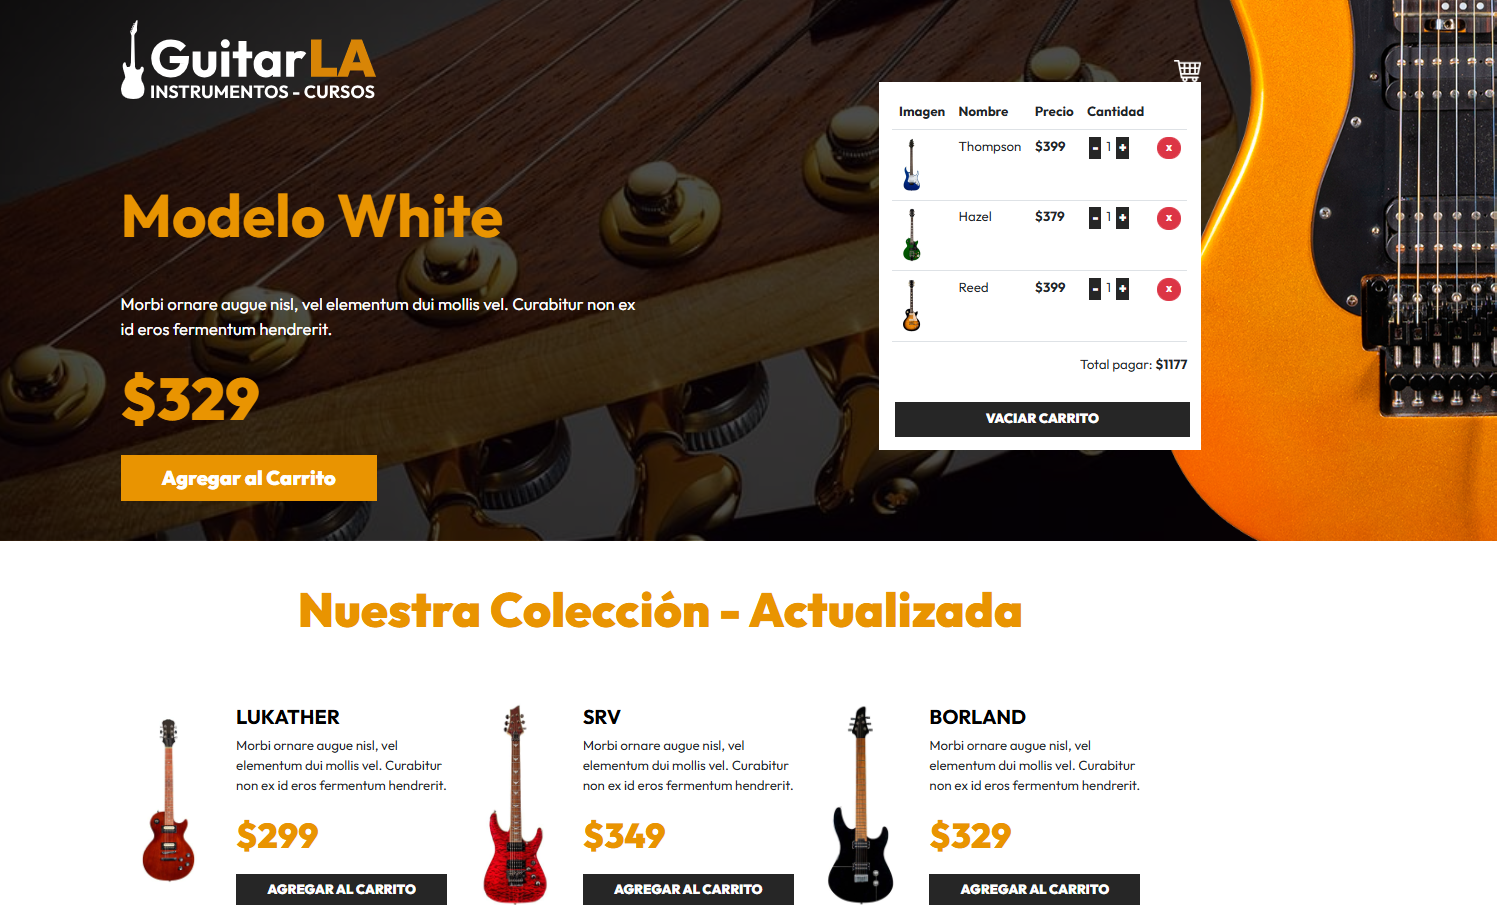 GuitarLA
INSTRUMENTOS - CURSOS
Imagen Nombre Precio Cantidad
Thompson $399 - 1 + x
Hazel $379 - 1 + x
Reed $399 - 1 + x
Total pagar: $1177
VACIAR CARRITO
Modelo White
Morbi ornare augue nisl, vel elementum dui mollis vel. Curabitur non ex
id eros fermentum hendrerit.
$329
Agregar al Carrito
Nuestra Colección - Actualizada
LUKATHER
Morbi ornare augue nisl, vel
elementum dui mollis vel. Curabitur
non ex id eros fermentum hendrerit.
$299
AGREGAR AL CARRITO
SRV
Morbi ornare augue nisl, vel
elementum dui mollis vel. Curabitur
non ex id eros fermentum hendrerit.
$349
AGREGAR AL CARRITO
BORLAND
Morbi ornare augue nisl, vel
elementum dui mollis vel. Curabitur
non ex id eros fermentum hendrerit.
$329
AGREGAR AL CARRITO